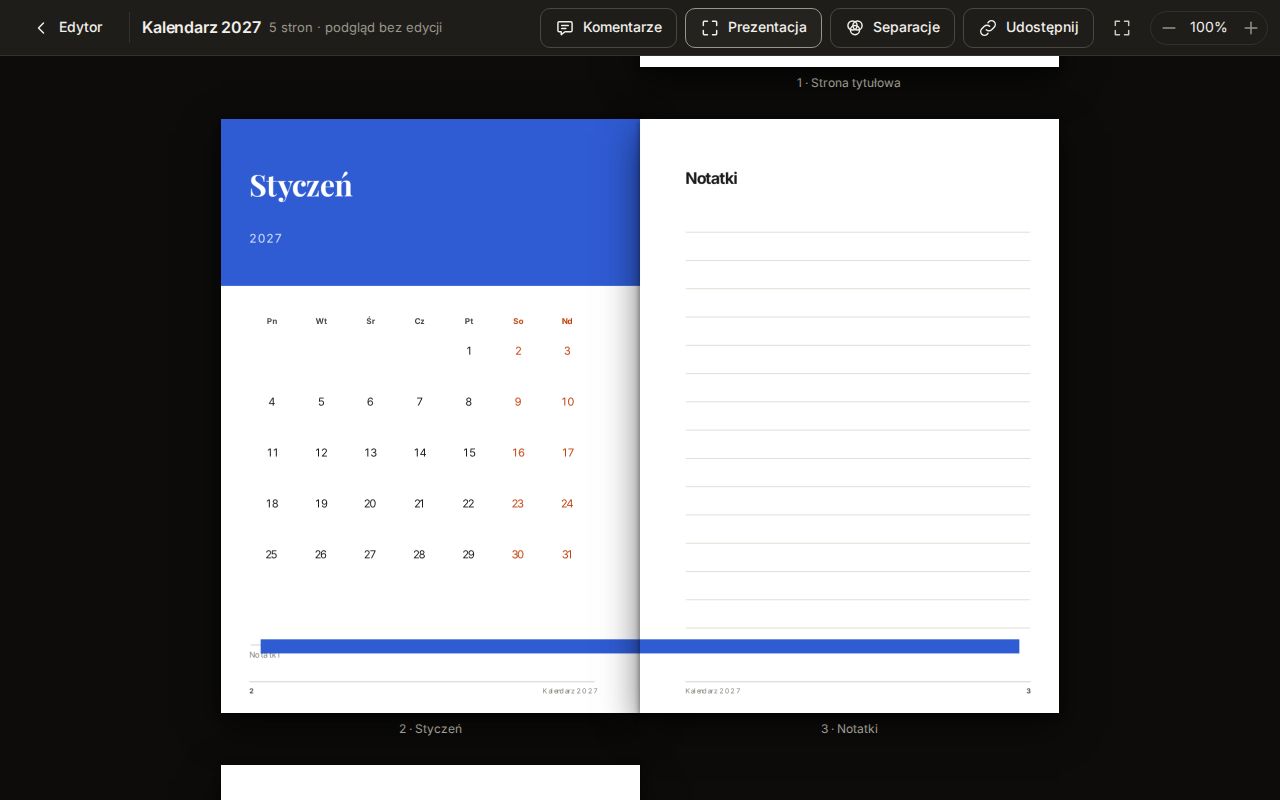 Edytor
Kalendarz 2027 5 stron · podgląd bez edycji
Komentarze
Prezentacja
Separacje
Udostępnij
100%
1 · Strona tytułowa
Styczeń
2027
Pn Wt Śr Cz Pt So Nd
1 2 3
4 5 6 7 8 9 10
11 12 13 14 15 16 17
18 19 20 21 22 23 24
25 26 27 28 29 30 31
Notatki
2 Kalendarz 2027
2 · Styczeń
Notatki
Kalendarz 2027 3
3 · Notatki